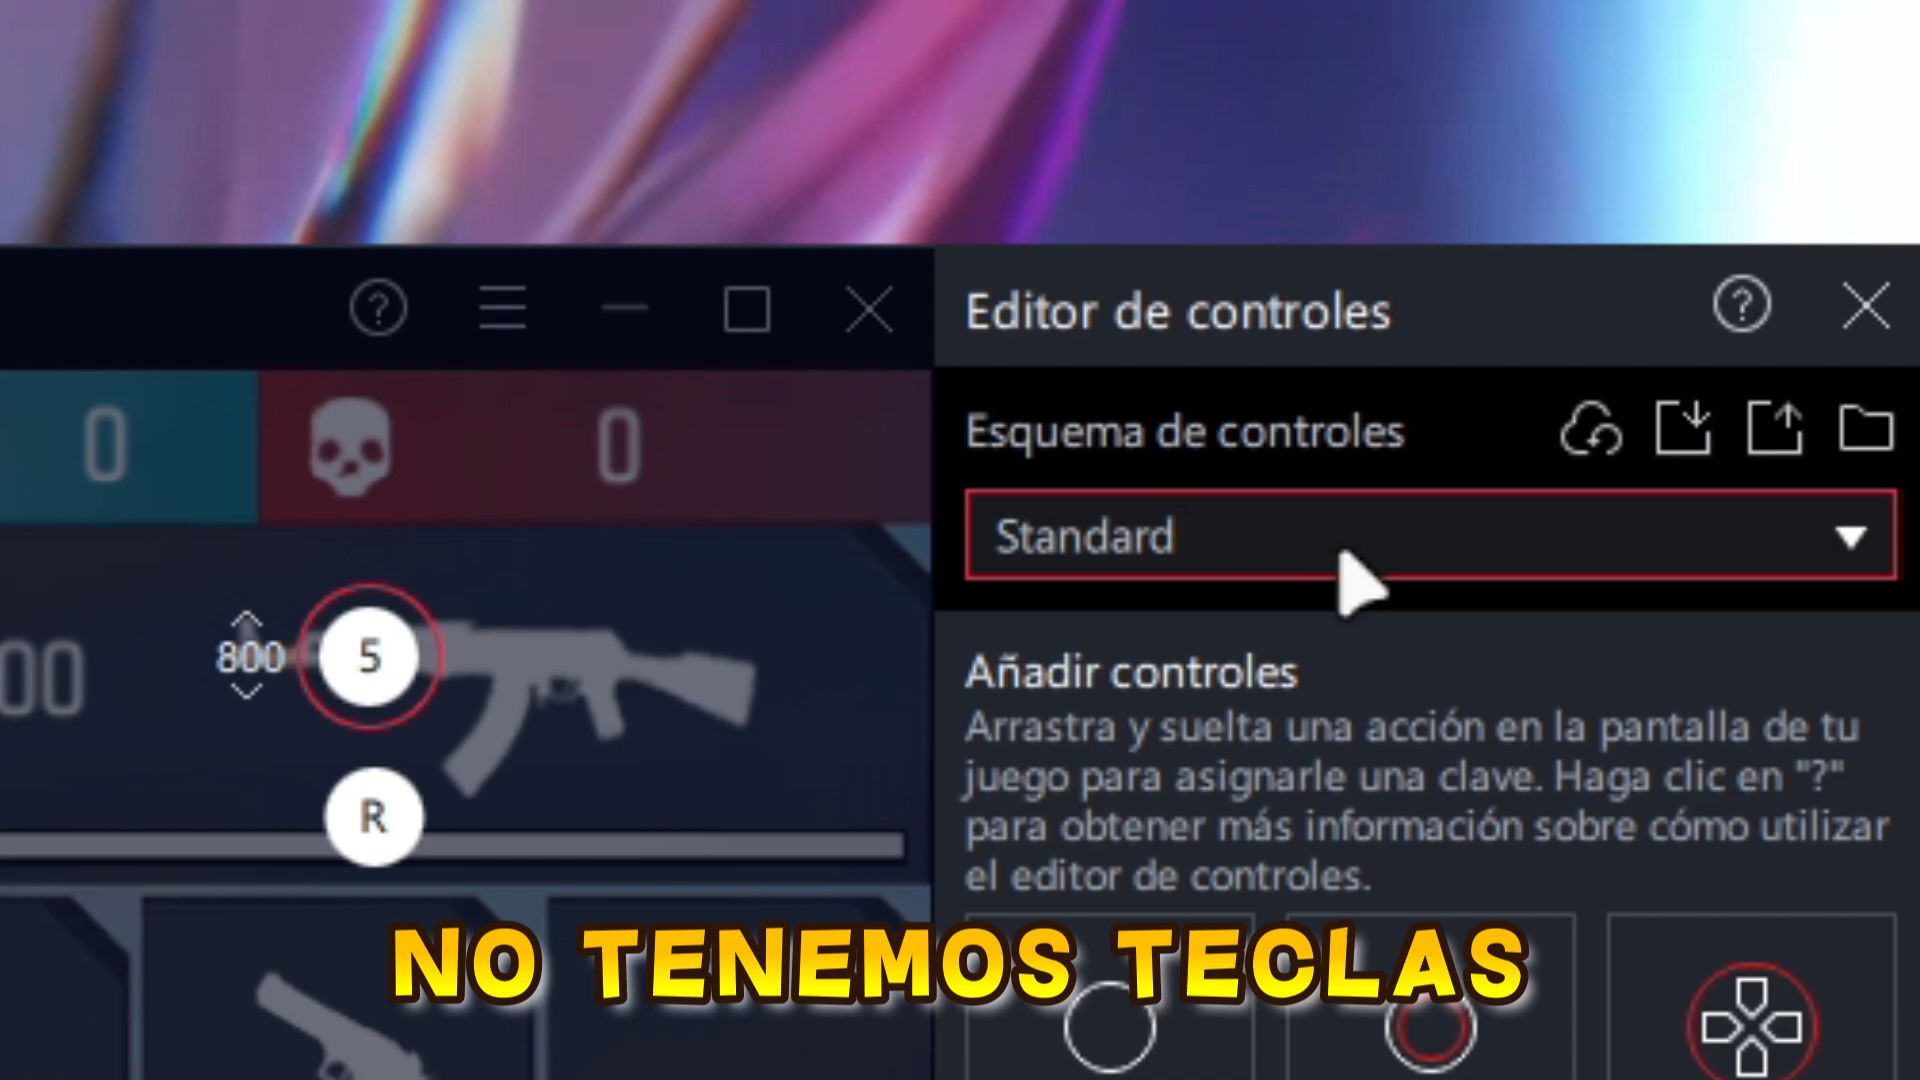 Editor de controles
0
0
Esquema de controles
Standard
00
800
5
R
Añadir controles
Arrastra y suelta una acción en la pantalla de tu
juego para asignarle una clave. Haga clic en "?"
para obtener más información sobre cómo utilizar
el editor de controles.
NO TENEMOS TECLAS